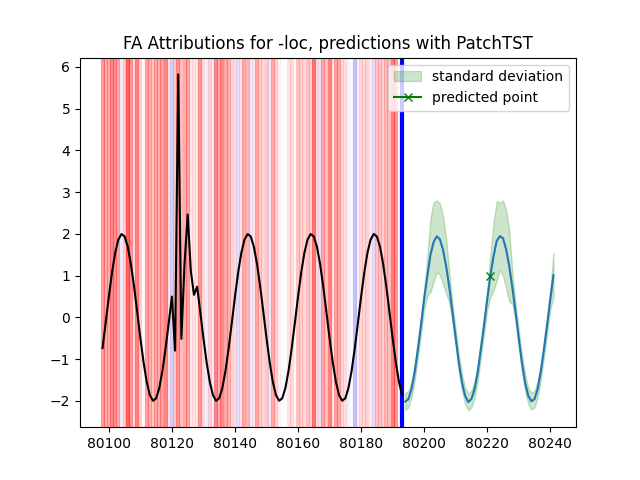 FA Attributions for -loc, predictions with PatchTST
6
5
4
3
2
1
0
−1
−2
standard deviation
predicted point
80100 80120 80140 80160 80180 80200 80220 80240